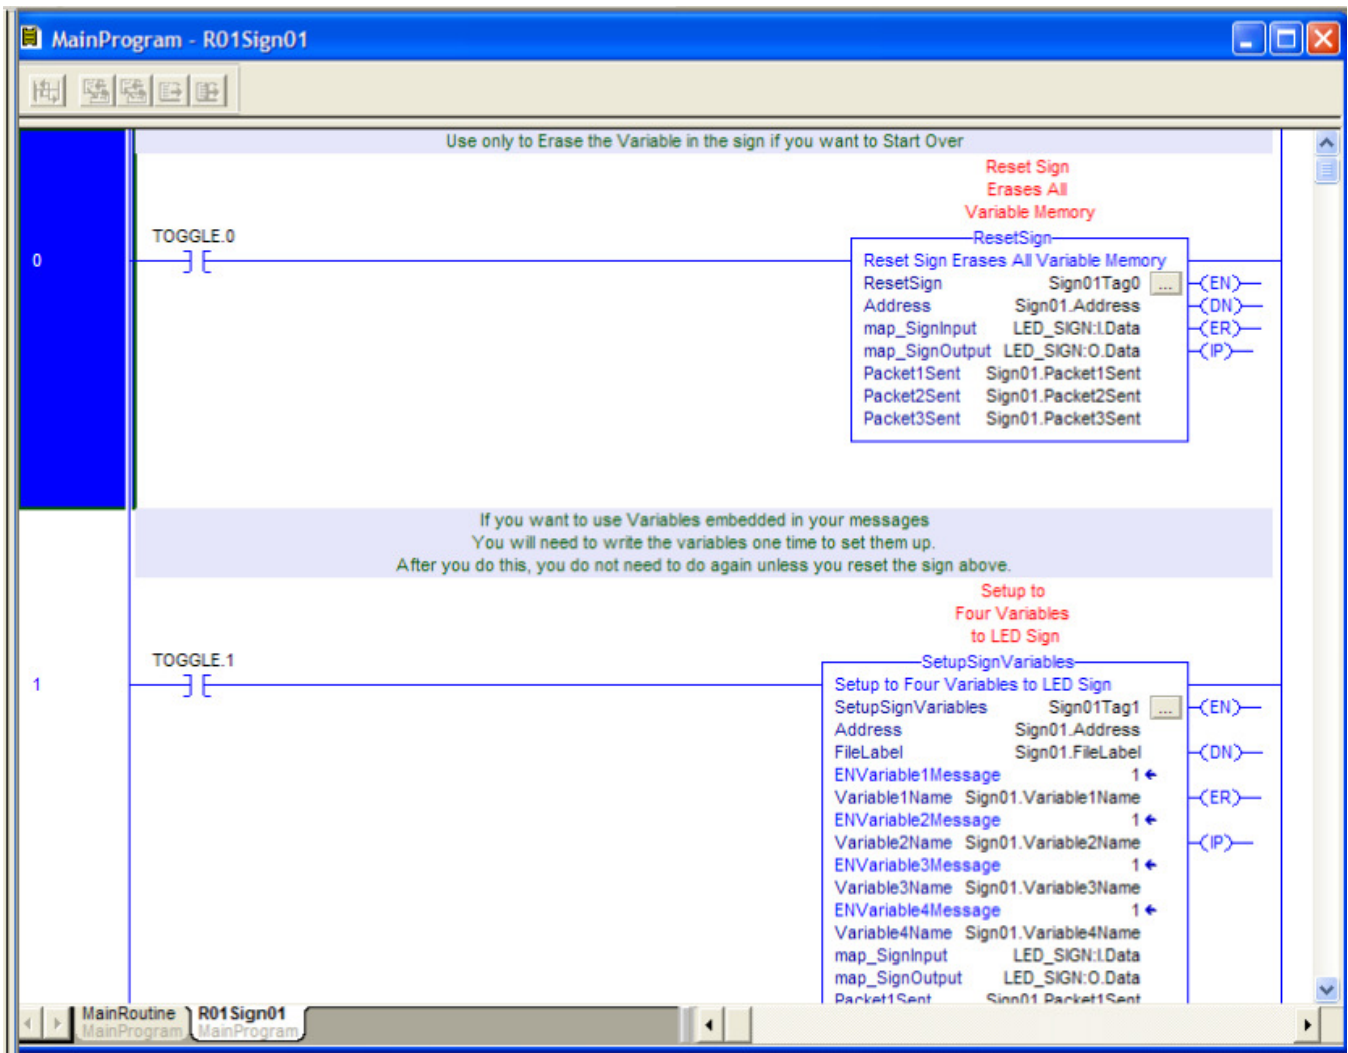 MainProgram - R01Sign01
Use only to Erase the Variable in the sign if you want to Start Over
Reset Sign
Erases All
Variable Memory
TOGGLE.0
ResetSign
0
Reset Sign Erases All Variable Memory
ResetSign Sign01Tag0 ... (EN)
Address Sign01.Address (DN)
map_SignInput LED_SIGN:I.Data (ER)
map_SignOutput LED_SIGN:O.Data (IP)
Packet1Sent Sign01.Packet1Sent
Packet2Sent Sign01.Packet2Sent
Packet3Sent Sign01.Packet3Sent
If you want to use Variables embedded in your messages
You will need to write the variables one time to set them up.
After you do this, you do not need to do again unless you reset the sign above.
Setup to
Four Variables
to LED Sign
TOGGLE.1
SetupSignVariables
1
Setup to Four Variables to LED Sign
SetupSignVariables Sign01Tag1 ... (EN)
Address Sign01.Address
FileLabel Sign01.FileLabel (DN)
ENVariable1Message 1
Variable1Name Sign01.Variable1Name (ER)
ENVariable2Message 1
Variable2Name Sign01.Variable2Name (IP)
ENVariable3Message 1
Variable3Name Sign01.Variable3Name
ENVariable4Message 1
Variable4Name Sign01.Variable4Name
map_SignInput LED_SIGN:I.Data
map_SignOutput LED_SIGN:O.Data
Packet1Sent Sign01.Packet1Sent
MainRoutine R01Sign01
MainProgram MainProgram